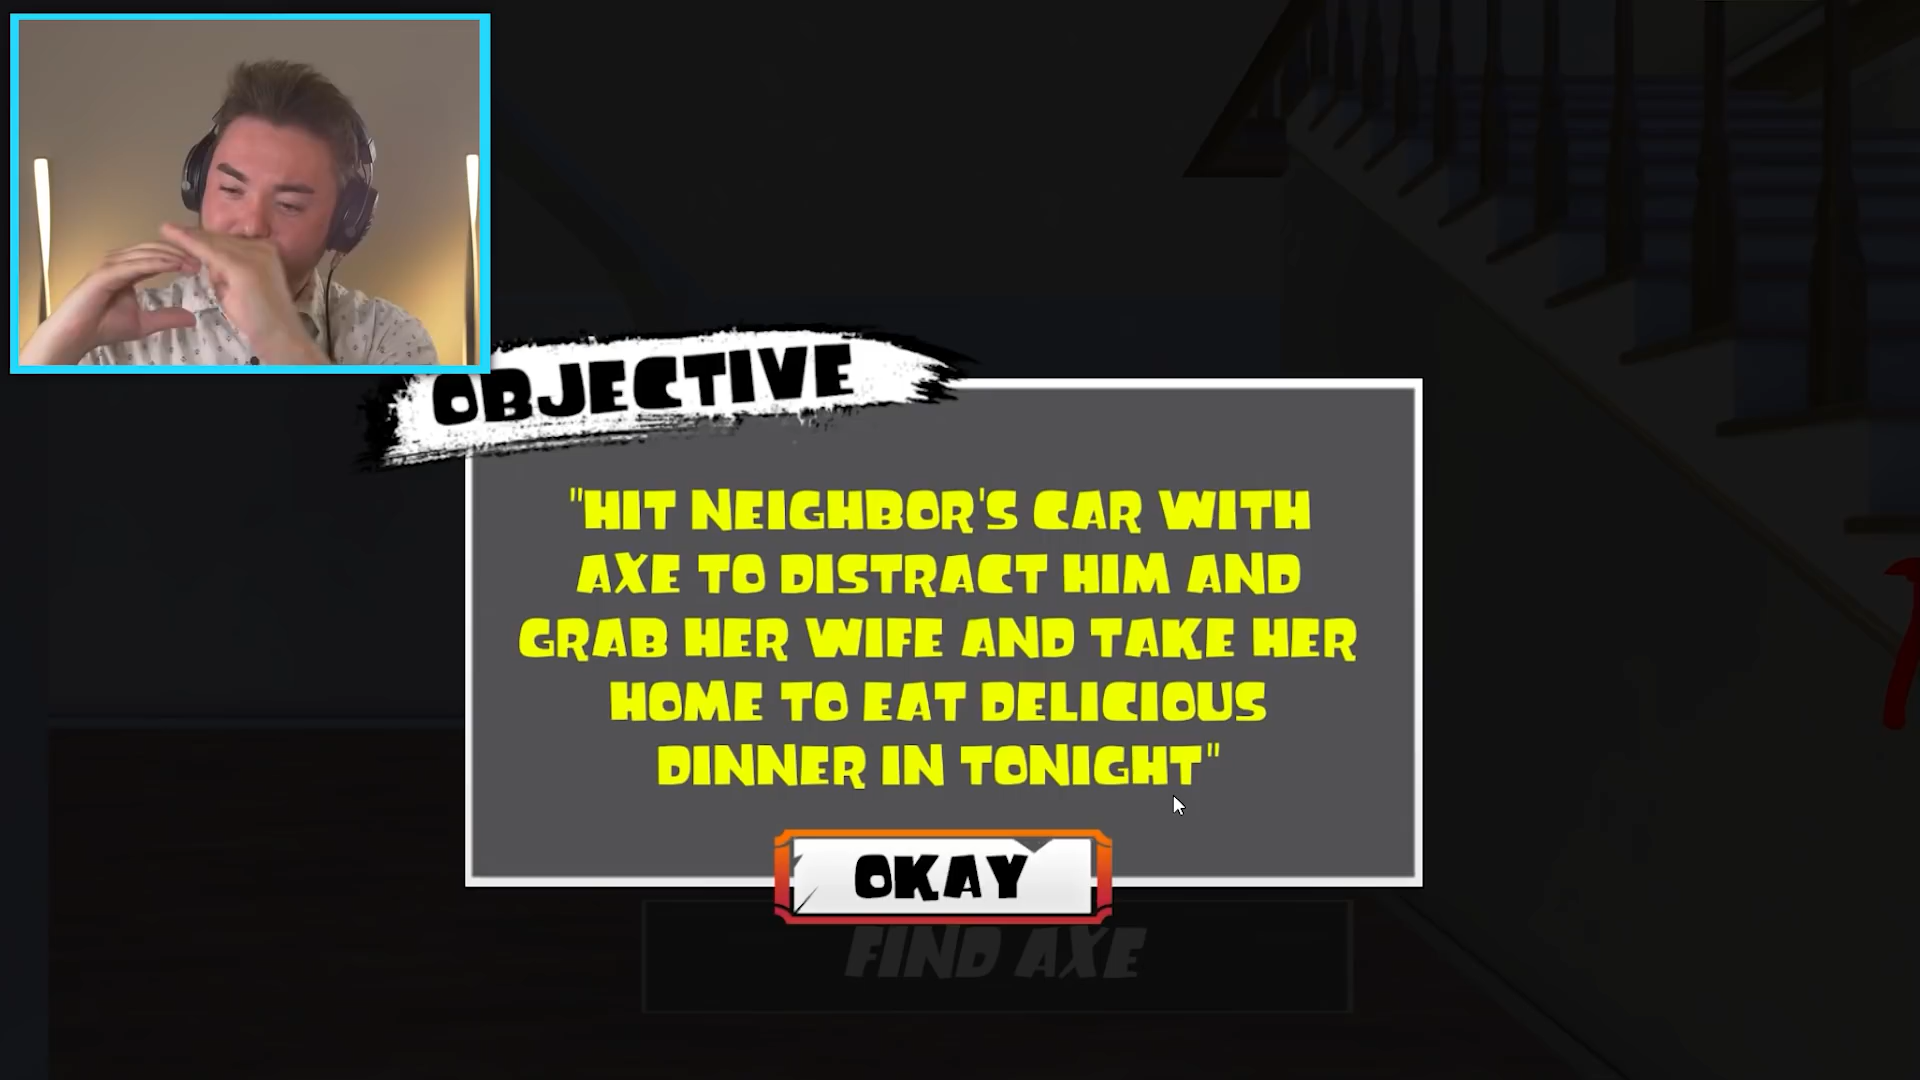 OBJECTIVE
"HIT NEIGHBOR'S CAR WITH
AXE TO DISTRACT HIM AND
GRAB HER WIFE AND TAKE HER
HOME TO EAT DELICIOUS
DINNER IN TONIGHT"
OKAY
FIND AXE